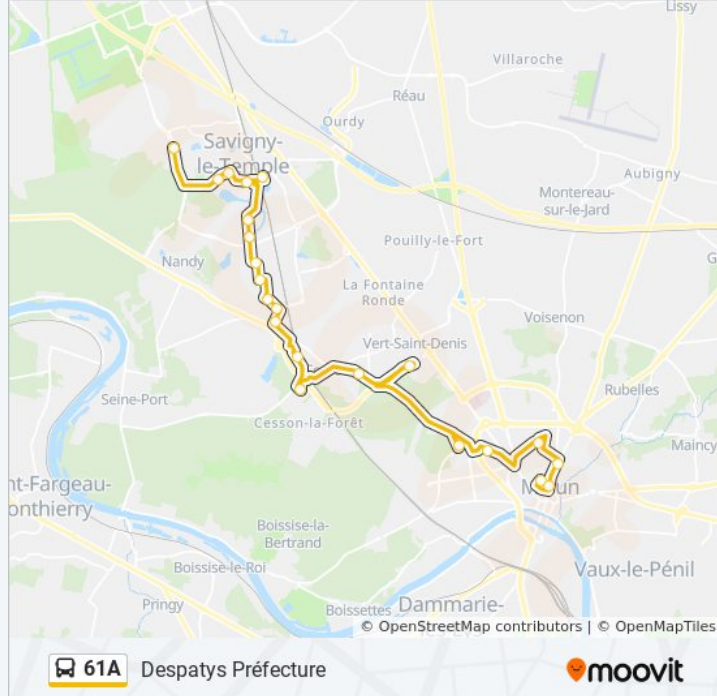 Lissy
Villaroche
Réau
Ourdy
Savigny-
le-Temple
Aubigny
Montereau-
sur-le-Jard
Pouilly-le-Fort
G
Nandy
La Fontaine
Ronde
Voisenon
Vert-Saint-Denis
Rubelles
Seine-Port
Cesson-la-Forêt
Maincy
nt-Fargeau-
onthierry
M un
Boissise-la-
Bertrand
Boissise-le-Roi
Vaux-le-Pénil
Pringy
Boissettes
Dammarie-
© OpenStreetMap contributors | © OpenMapTiles
61A
Despatys Préfecture
moovit